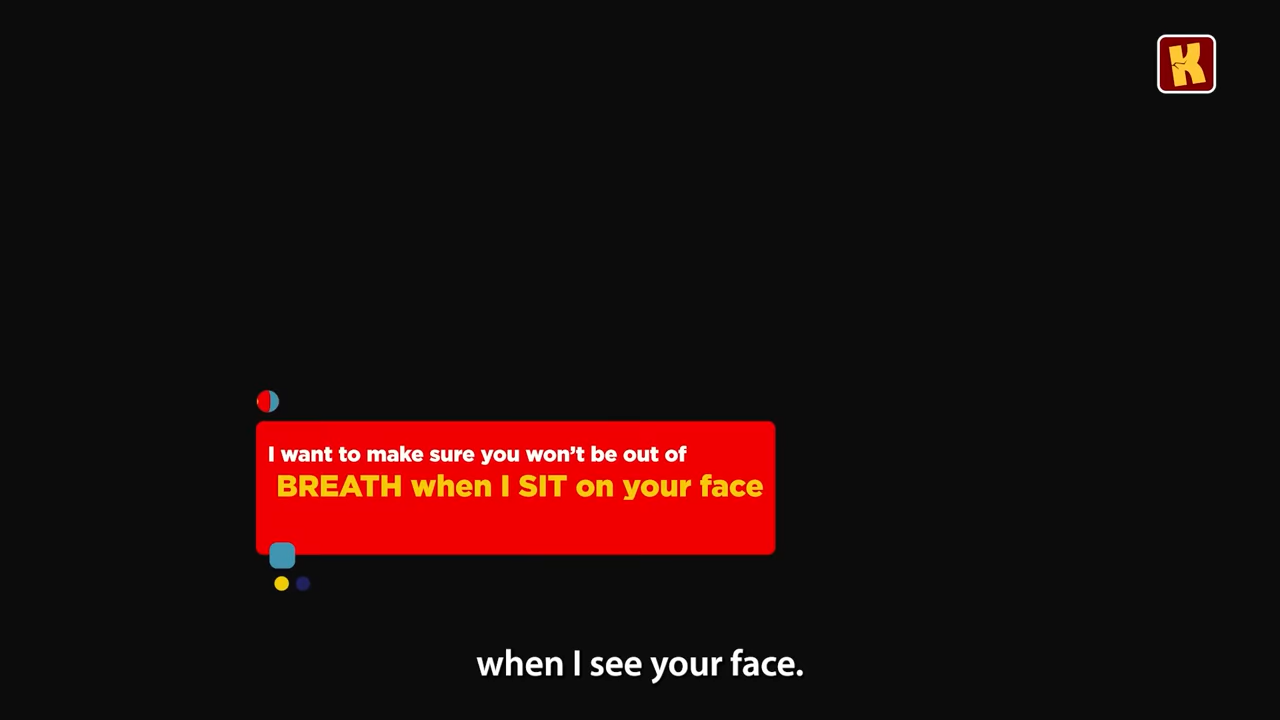 K
I want to make sure you won’t be out of
BREATH when I SIT on your face
when I see your face.